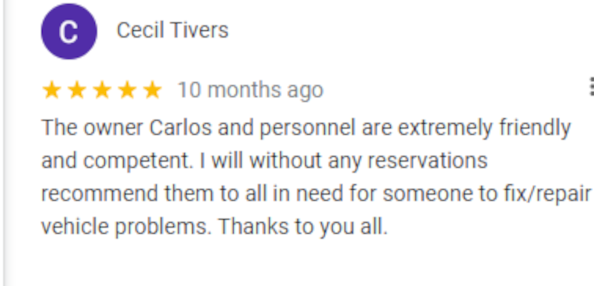 C
Cecil Tivers
10 months ago
The owner Carlos and personnel are extremely friendly
and competent. I will without any reservations
recommend them to all in need for someone to fix/repair
vehicle problems. Thanks to you all.